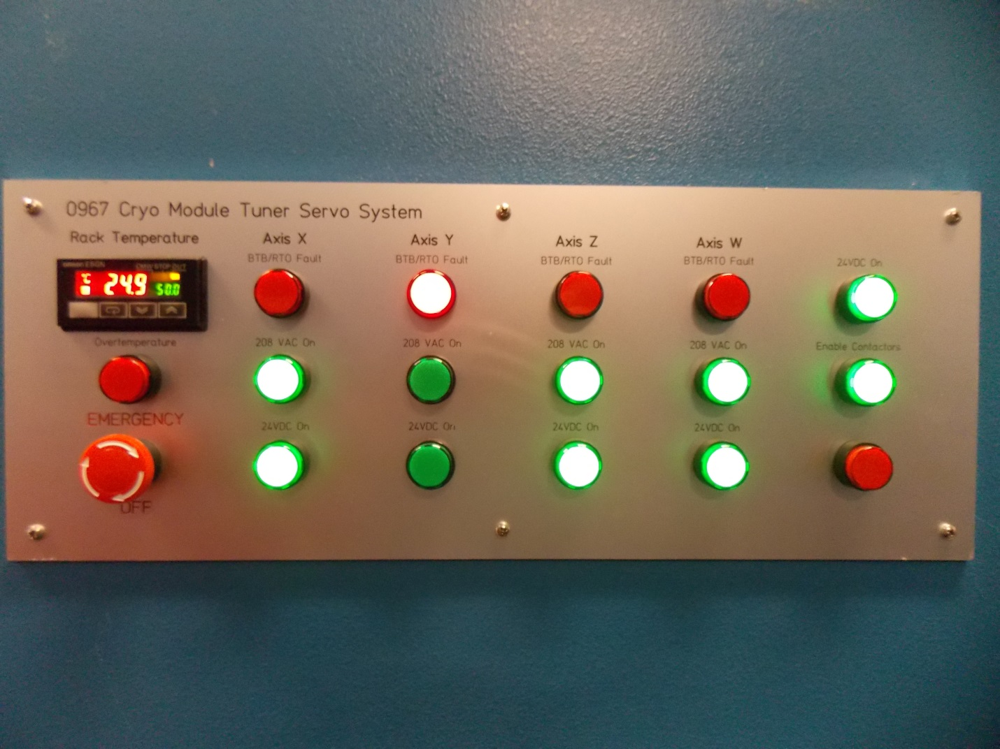 0967 Cryo Module Tuner Servo System
Rack Temperature
Axis X
Axis Y
Axis Z
Axis W
BTB/RTO Fault
BTB/RTO Fault
BTB/RTO Fault
BTB/RTO Fault
24VDC On
°C
24.9
50.0
Overtemperature
208 VAC On
208 VAC On
208 VAC On
208 VAC On
Enable Contactors
EMERGENCY
24VDC On
24VDC On
24VDC On
24VDC On
OFF